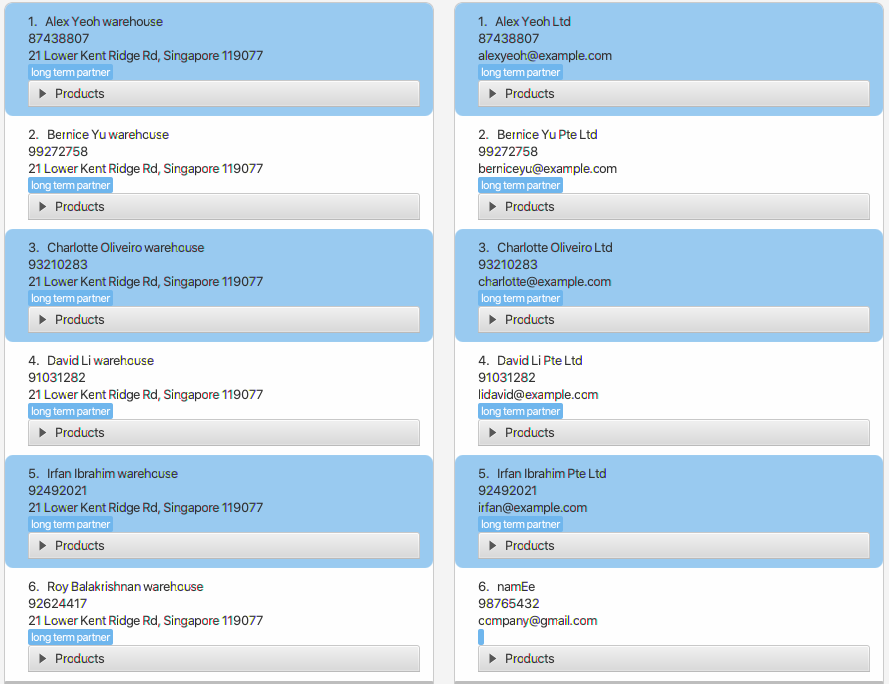 1. Alex Yeoh warehouse
87438807
21 Lower Kent Ridge Rd, Singapore 119077
long term partner
Products
2. Bernice Yu warehouse
99272758
21 Lower Kent Ridge Rd, Singapore 119077
long term partner
Products
3. Charlotte Oliveiro warehouse
93210283
21 Lower Kent Ridge Rd, Singapore 119077
long term partner
Products
4. David Li warehouse
91031282
21 Lower Kent Ridge Rd, Singapore 119077
long term partner
Products
5. Irfan Ibrahim warehouse
92492021
21 Lower Kent Ridge Rd, Singapore 119077
long term partner
Products
6. Roy Balakrishnan warehouse
92624417
21 Lower Kent Ridge Rd, Singapore 119077
long term partner
Products
1. Alex Yeoh Ltd
87438807
alexyeoh@example.com
long term partner
Products
2. Bernice Yu Pte Ltd
99272758
berniceyu@example.com
long term partner
Products
3. Charlotte Oliveiro Ltd
93210283
charlotte@example.com
long term partner
Products
4. David Li Pte Ltd
91031282
lidavid@example.com
long term partner
Products
5. Irfan Ibrahim Pte Ltd
92492021
irfan@example.com
long term partner
Products
6. namEe
98765432
company@gmail.com
Products